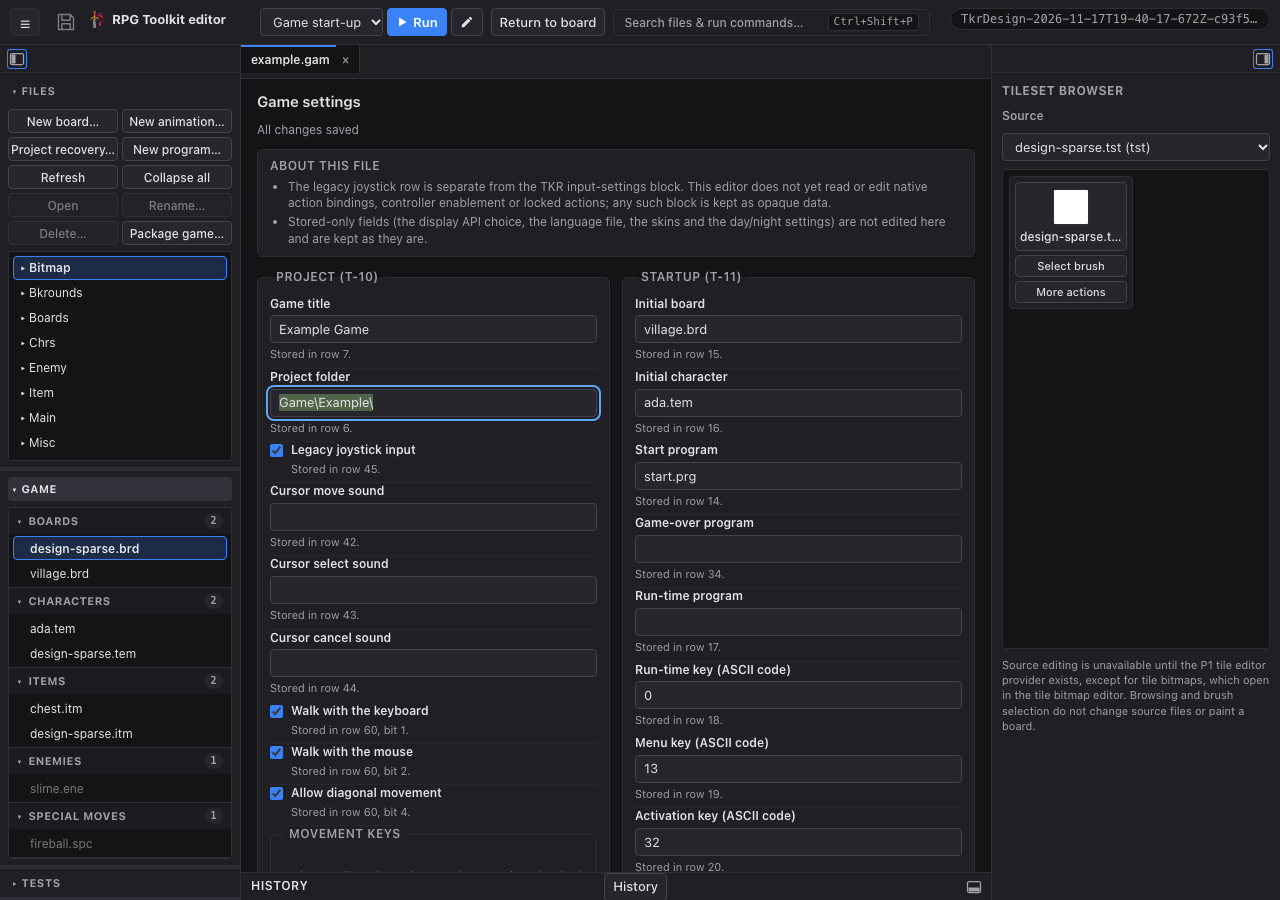 RPG Toolkit editor
Game start-up
Run
Return to board
Search files & run commands...
Ctrl+Shift+P
TkrDesign-2026-11-17T19-40-17-672Z-c93f5…
FILES
New board...
New animation...
Project recovery...
New program...
Refresh
Collapse all
Open
Rename...
Delete...
Package game...
Bitmap
Bkrounds
Boards
Chrs
Enemy
Item
Main
Misc
GAME
BOARDS 2
design-sparse.brd
village.brd
CHARACTERS 2
ada.tem
design-sparse.tem
ITEMS 2
chest.itm
design-sparse.itm
ENEMIES 1
slime.ene
SPECIAL MOVES 1
fireball.spc
TESTS
example.gam ×
Game settings
All changes saved
ABOUT THIS FILE
• The legacy joystick row is separate from the TKR input-settings block. This editor does not yet read or edit native
action bindings, controller enablement or locked actions; any such block is kept as opaque data.
• Stored-only fields (the display API choice, the language file, the skins and the day/night settings) are not edited here
and are kept as they are.
PROJECT (T-10)
Game title
Example Game
Stored in row 7.
Project folder
Game\Example\
Stored in row 6.
Legacy joystick input
Stored in row 45.
Cursor move sound
Stored in row 42.
Cursor select sound
Stored in row 43.
Cursor cancel sound
Stored in row 44.
Walk with the keyboard
Stored in row 60, bit 1.
Walk with the mouse
Stored in row 60, bit 2.
Allow diagonal movement
Stored in row 60, bit 4.
MOVEMENT KEYS
STARTUP (T-11)
Initial board
village.brd
Stored in row 15.
Initial character
ada.tem
Stored in row 16.
Start program
start.prg
Stored in row 14.
Game-over program
Stored in row 34.
Run-time program
Stored in row 17.
Run-time key (ASCII code)
0
Stored in row 18.
Menu key (ASCII code)
13
Stored in row 19.
Activation key (ASCII code)
32
Stored in row 20.
HISTORY
History
TILESET BROWSER
Source
design-sparse.tst (tst)
design-sparse.t...
Select brush
More actions
Source editing is unavailable until the P1 tile editor
provider exists, except for tile bitmaps, which open
in the tile bitmap editor. Browsing and brush
selection do not change source files or paint a
board.